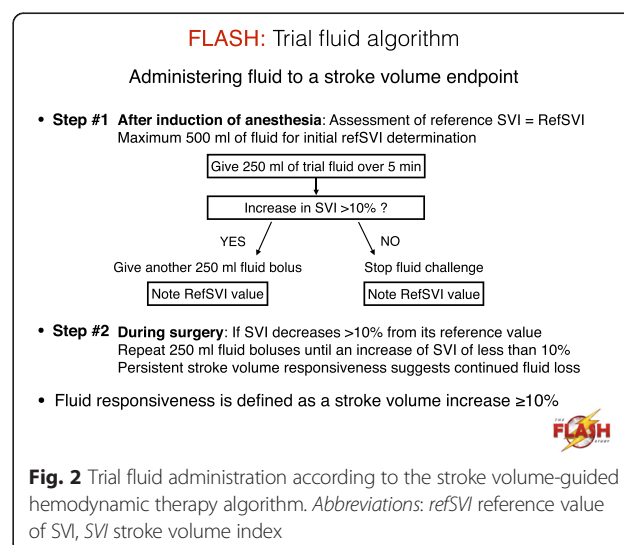 FLASH: Trial fluid algorithm
Administering fluid to a stroke volume endpoint
• Step #1 After induction of anesthesia: Assessment of reference SVI = RefSVI
Maximum 500 ml of fluid for initial refSVI determination
Give 250 ml of trial fluid over 5 min
Increase in SVI >10% ?
YES NO
Give another 250 ml fluid bolus Stop fluid challenge
Note RefSVI value Note RefSVI value
• Step #2 During surgery: If SVI decreases >10% from its reference value
Repeat 250 ml fluid boluses until an increase of SVI of less than 10%
Persistent stroke volume responsiveness suggests continued fluid loss
• Fluid responsiveness is defined as a stroke volume increase ≥10%
THE
FLASH
STUDY
Fig. 2 Trial fluid administration according to the stroke volume-guided
hemodynamic therapy algorithm. Abbreviations: refSVI reference value
of SVI, SVI stroke volume index